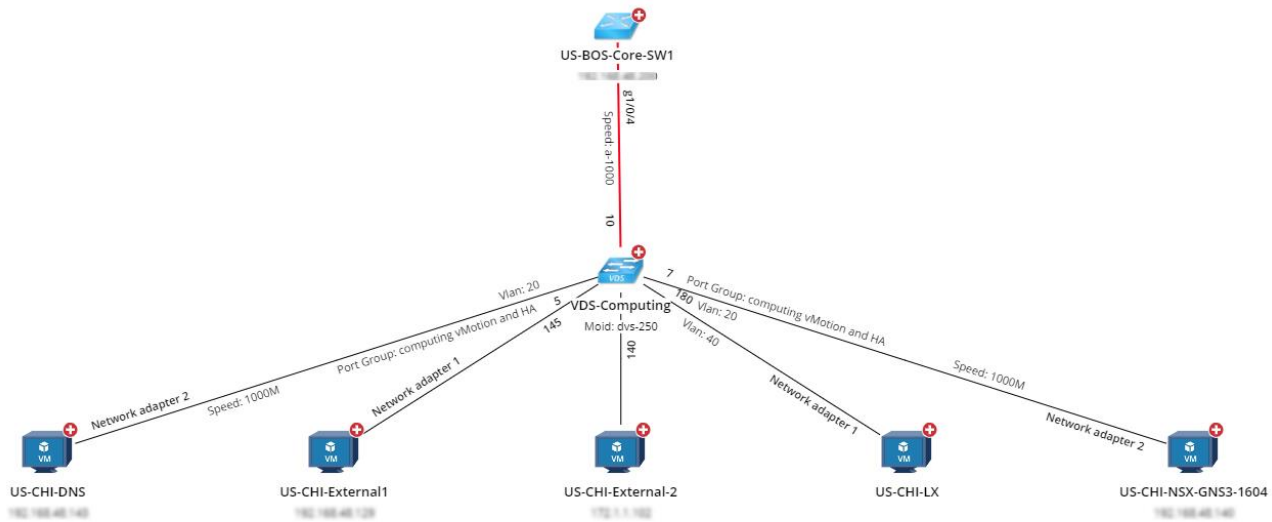 US-BOS-Core-SW1
g1/0/4
Speed: a-1000
10
VDS
VDS-Computing
Moid: dvs-250
Vlan: 20
5
Port Group: computing vMotion and HA
Speed: 1000M
Network adapter 2
145
Network adapter 1
140
7
Port Group: computing vMotion and HA
180
Vlan: 20
Vlan: 40
Speed: 1000M
Network adapter 1
Network adapter 2
VM
VM
VM
VM
VM
US-CHI-DNS
US-CHI-External1
US-CHI-External-2
US-CHI-LX
US-CHI-NSX-GNS3-1604